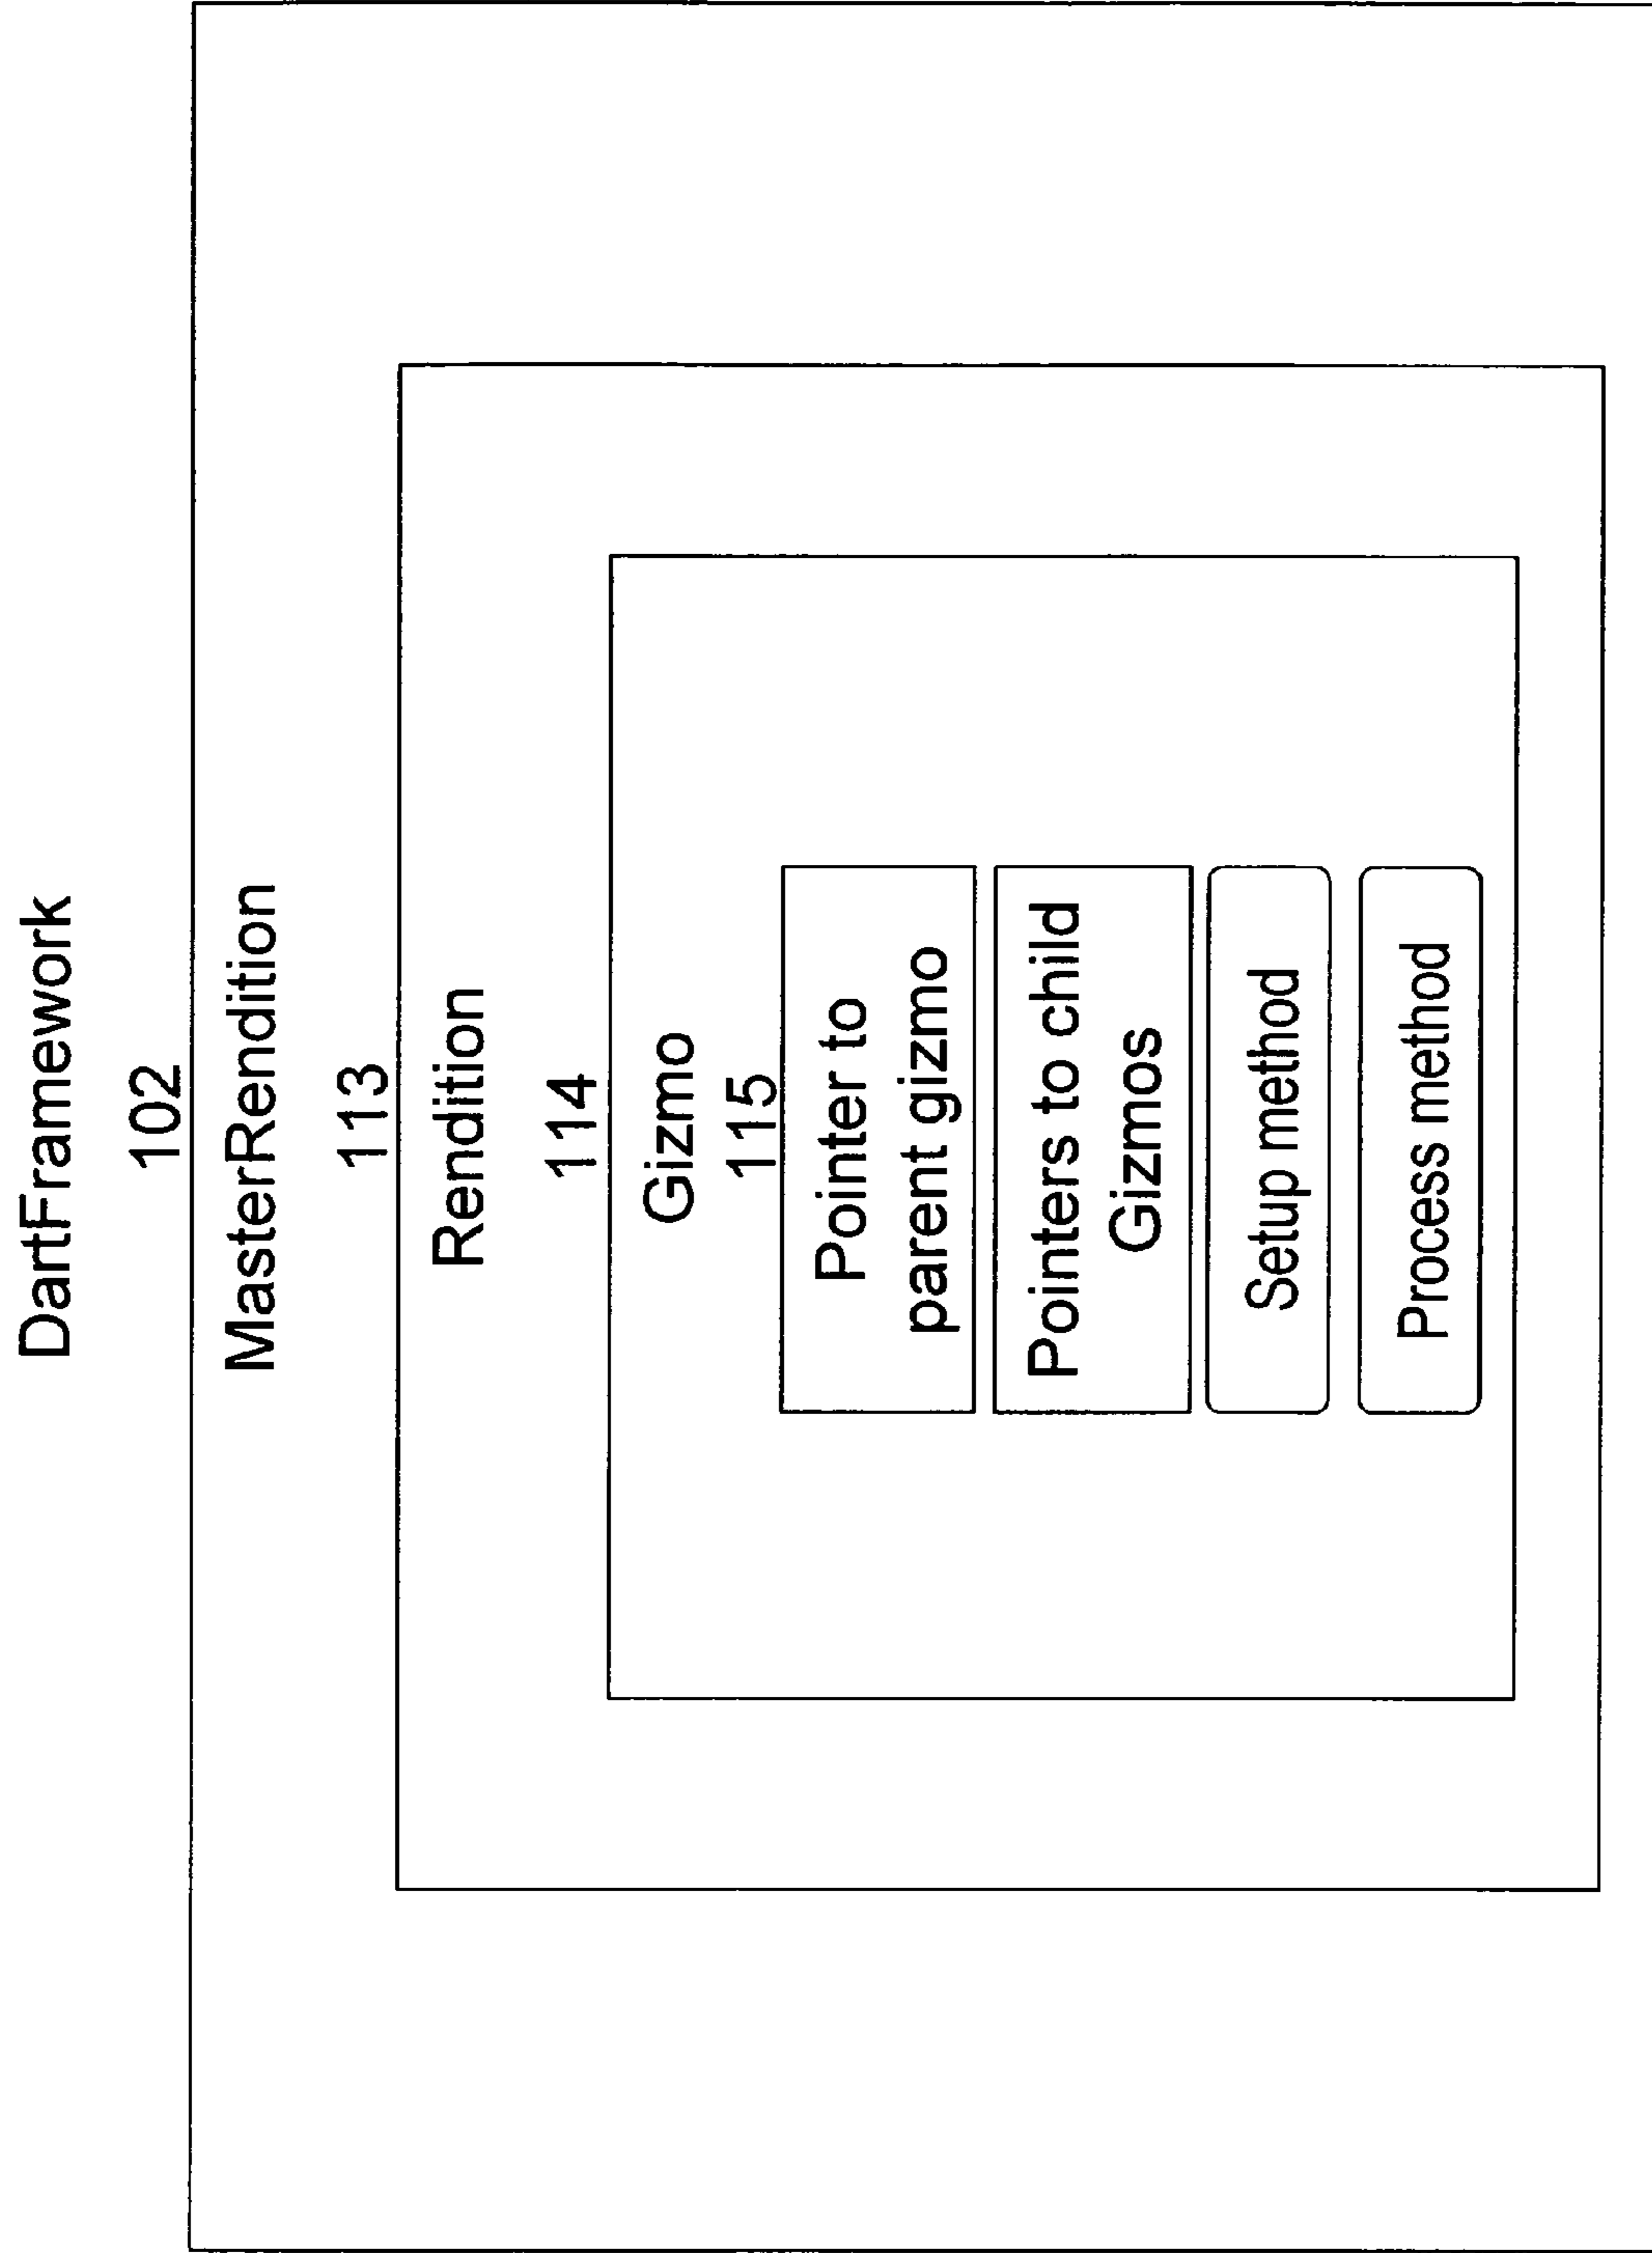 DartFramework
102
MasterRendition
113
Rendition
114
Gizmo
115
Pointer to
parent gizmo
Pointers to child
Gizmos
Setup method
Process method